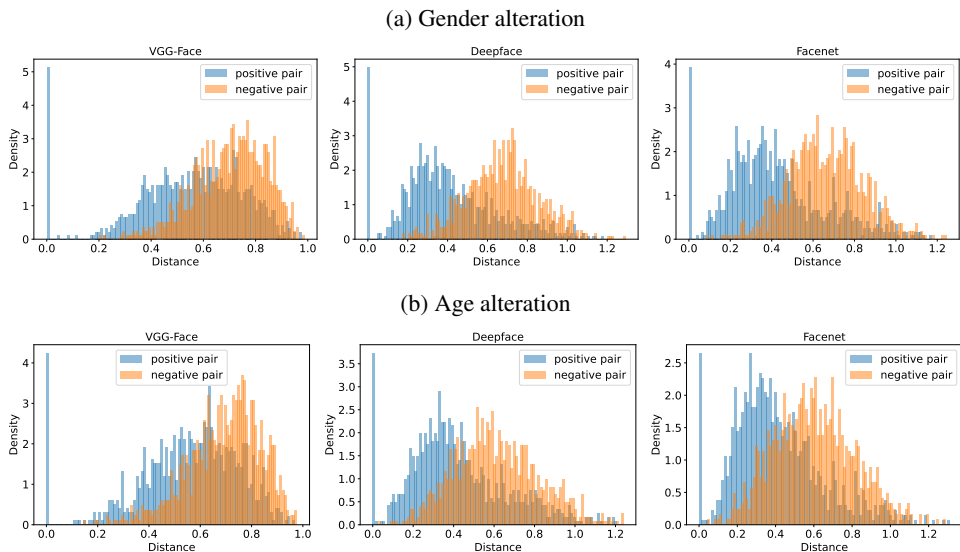 (a) Gender alteration
VGG-Face
Deepface
Facenet
positive pair
negative pair
positive pair
negative pair
positive pair
negative pair
Density
Density
Density
5
4
3
2
1
0
5
4
3
2
1
0
4
3
2
1
0
0.0 0.2 0.4 0.6 0.8 1.0
0.0 0.2 0.4 0.6 0.8 1.0 1.2
0.0 0.2 0.4 0.6 0.8 1.0 1.2
Distance
Distance
Distance
(b) Age alteration
VGG-Face
Deepface
Facenet
positive pair
negative pair
positive pair
negative pair
positive pair
negative pair
Density
Density
Density
4
3
2
1
0
3.5
3.0
2.5
2.0
1.5
1.0
0.5
0.0
2.5
2.0
1.5
1.0
0.5
0.0
0.0 0.2 0.4 0.6 0.8 1.0
0.0 0.2 0.4 0.6 0.8 1.0 1.2
0.0 0.2 0.4 0.6 0.8 1.0 1.2
Distance
Distance
Distance